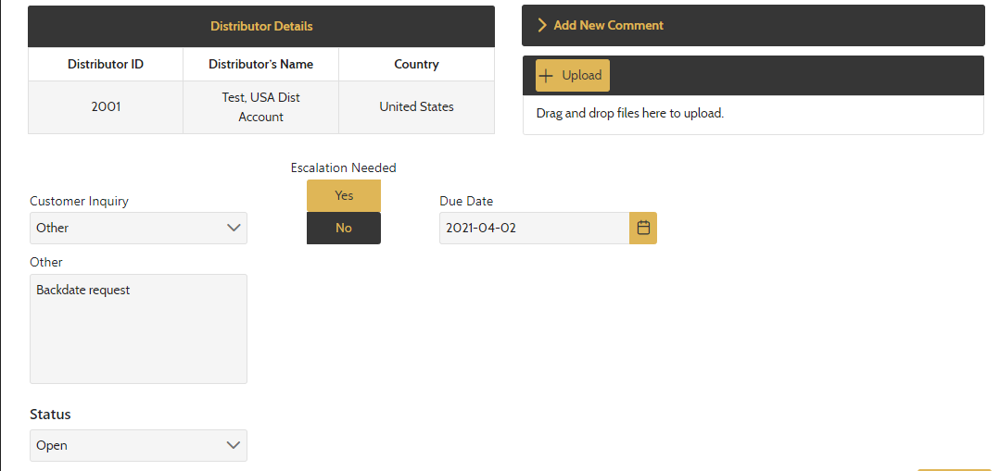 Distributor Details
Distributor ID Distributor's Name Country
2001 Test, USA Dist Account United States
Add New Comment
Upload
Drag and drop files here to upload.
Escalation Needed
Yes
No
Customer Inquiry
Other
Due Date
2021-04-02
Other
Backdate request
Status
Open